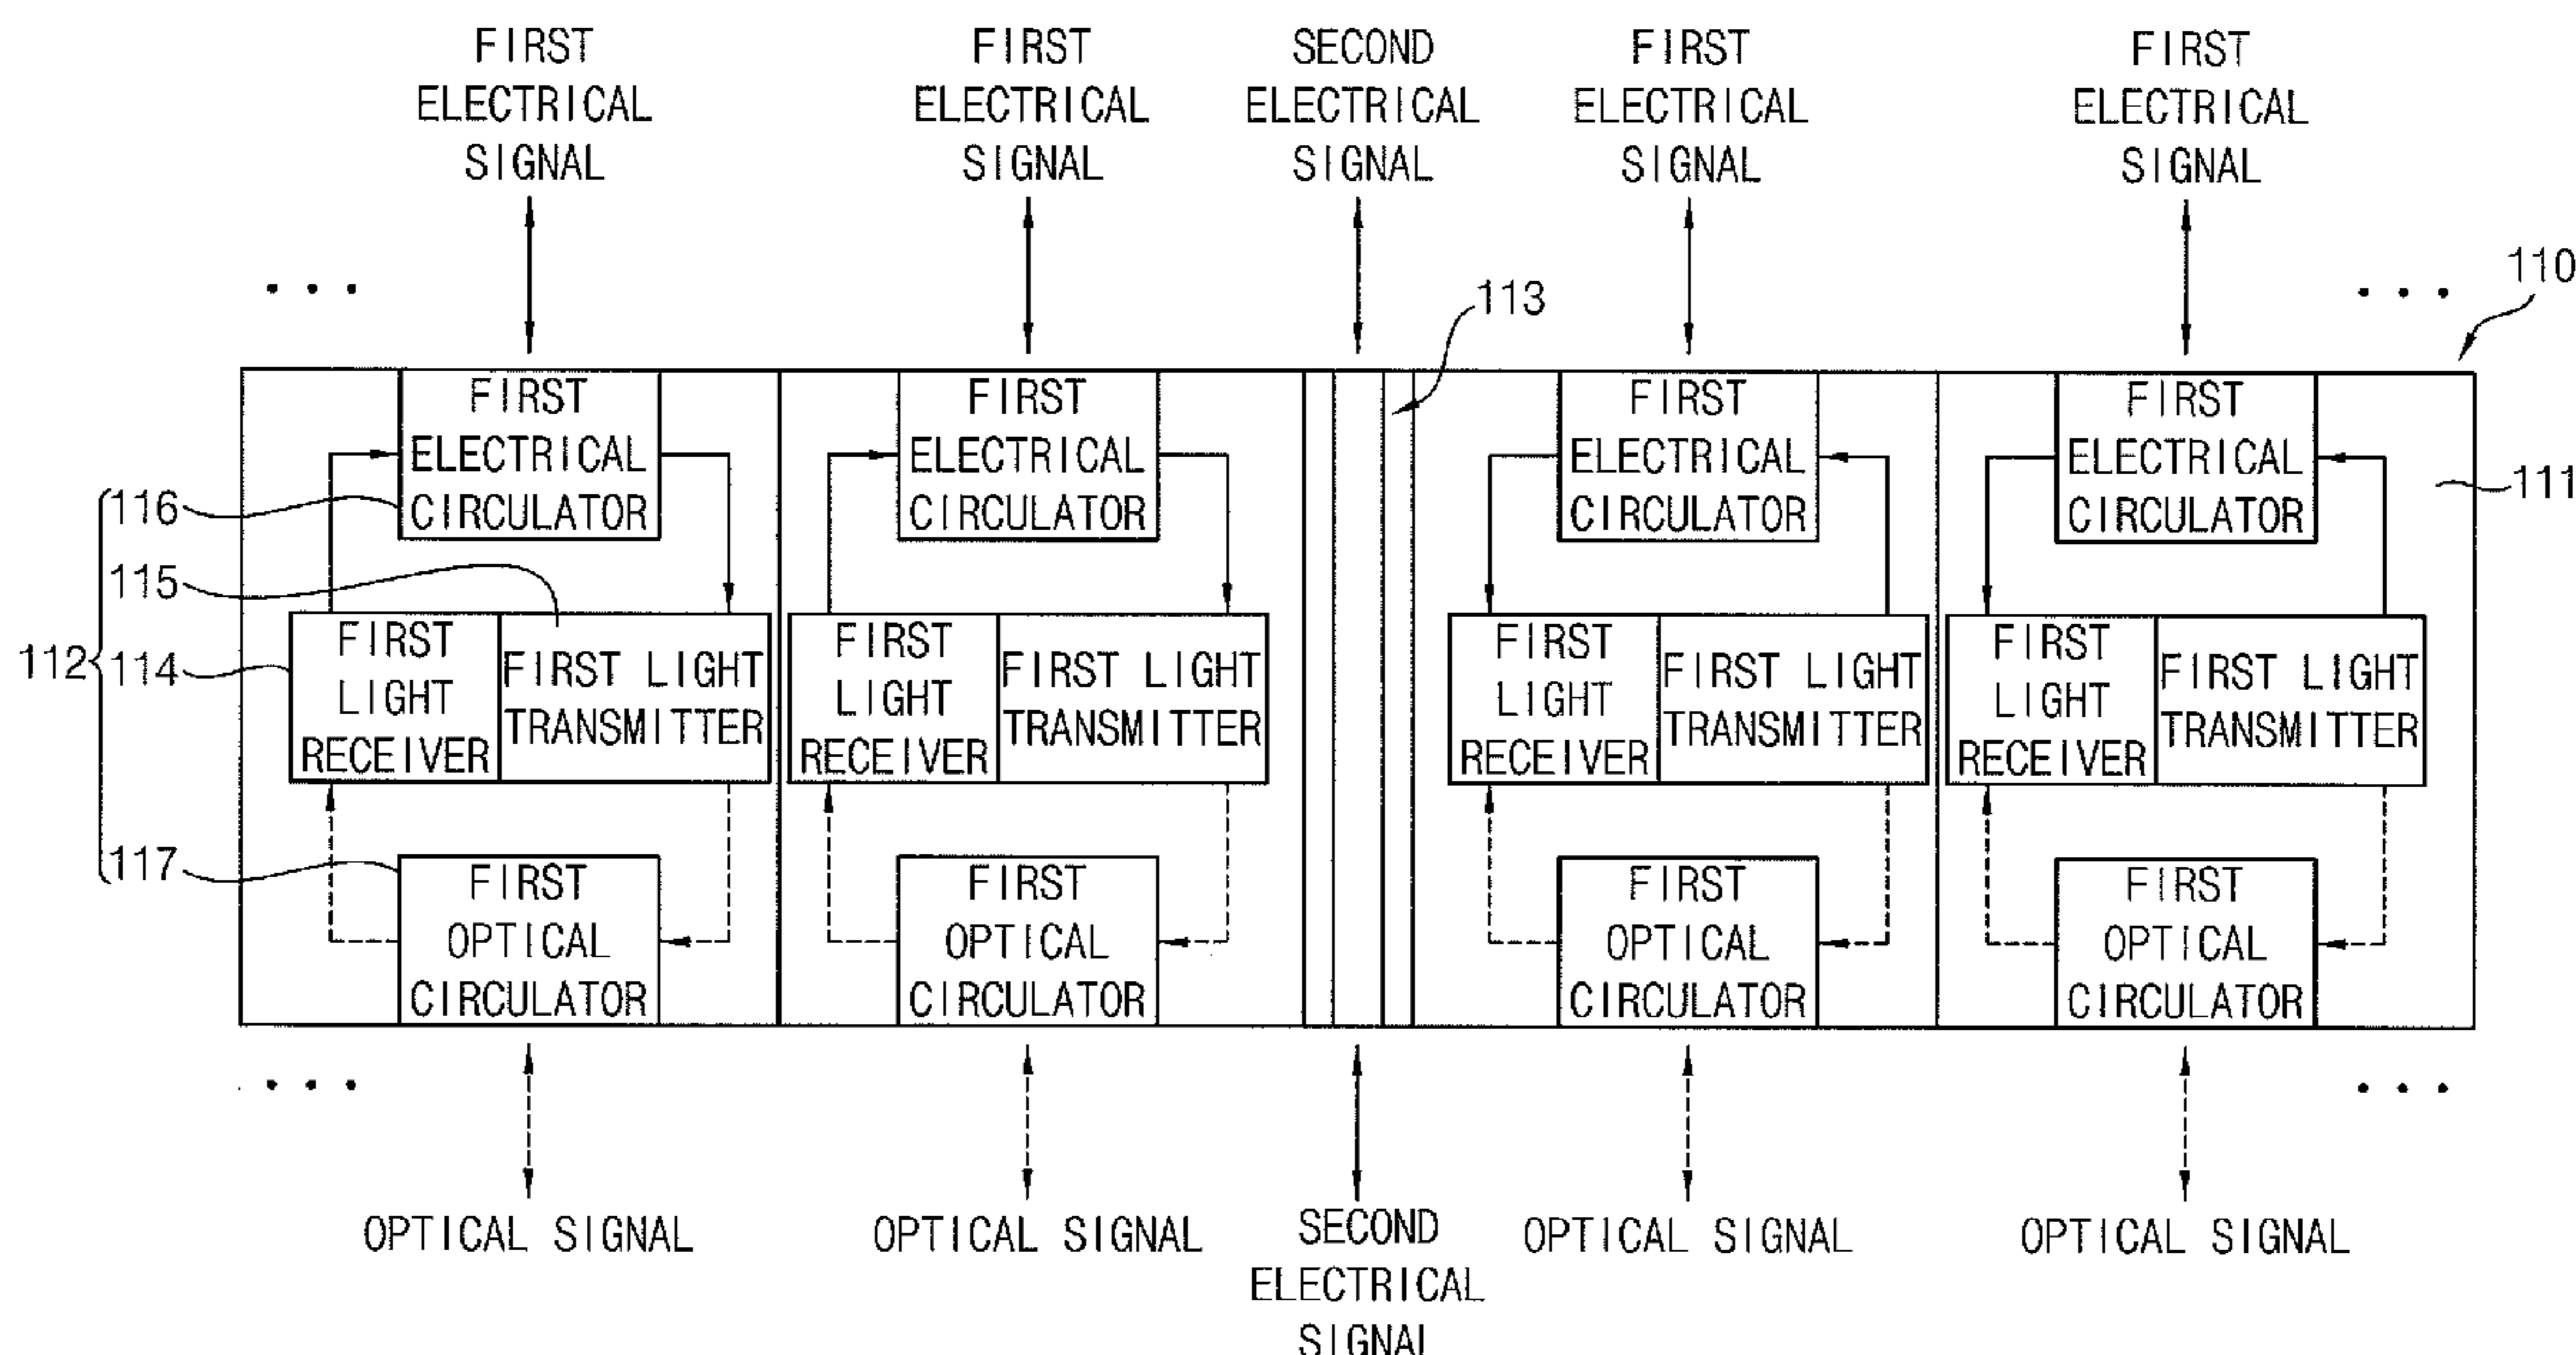 FIRST
ELECTRICAL
SIGNAL
FIRST
ELECTRICAL
SIGNAL
SECOND
ELECTRICAL
SIGNAL
FIRST
ELECTRICAL
SIGNAL
FIRST
ELECTRICAL
SIGNAL
110
113
111
112
116
115
114
117
FIRST
ELECTRICAL
CIRCULATOR
FIRST
ELECTRICAL
CIRCULATOR
FIRST
ELECTRICAL
CIRCULATOR
FIRST
ELECTRICAL
CIRCULATOR
FIRST
LIGHT
RECEIVER
FIRST LIGHT
TRANSMITTER
FIRST
LIGHT
RECEIVER
FIRST LIGHT
TRANSMITTER
FIRST
LIGHT
RECEIVER
FIRST LIGHT
TRANSMITTER
FIRST
LIGHT
RECEIVER
FIRST LIGHT
TRANSMITTER
FIRST
OPTICAL
CIRCULATOR
FIRST
OPTICAL
CIRCULATOR
FIRST
OPTICAL
CIRCULATOR
FIRST
OPTICAL
CIRCULATOR
OPTICAL SIGNAL
OPTICAL SIGNAL
SECOND
ELECTRICAL
SIGNAL
OPTICAL SIGNAL
OPTICAL SIGNAL